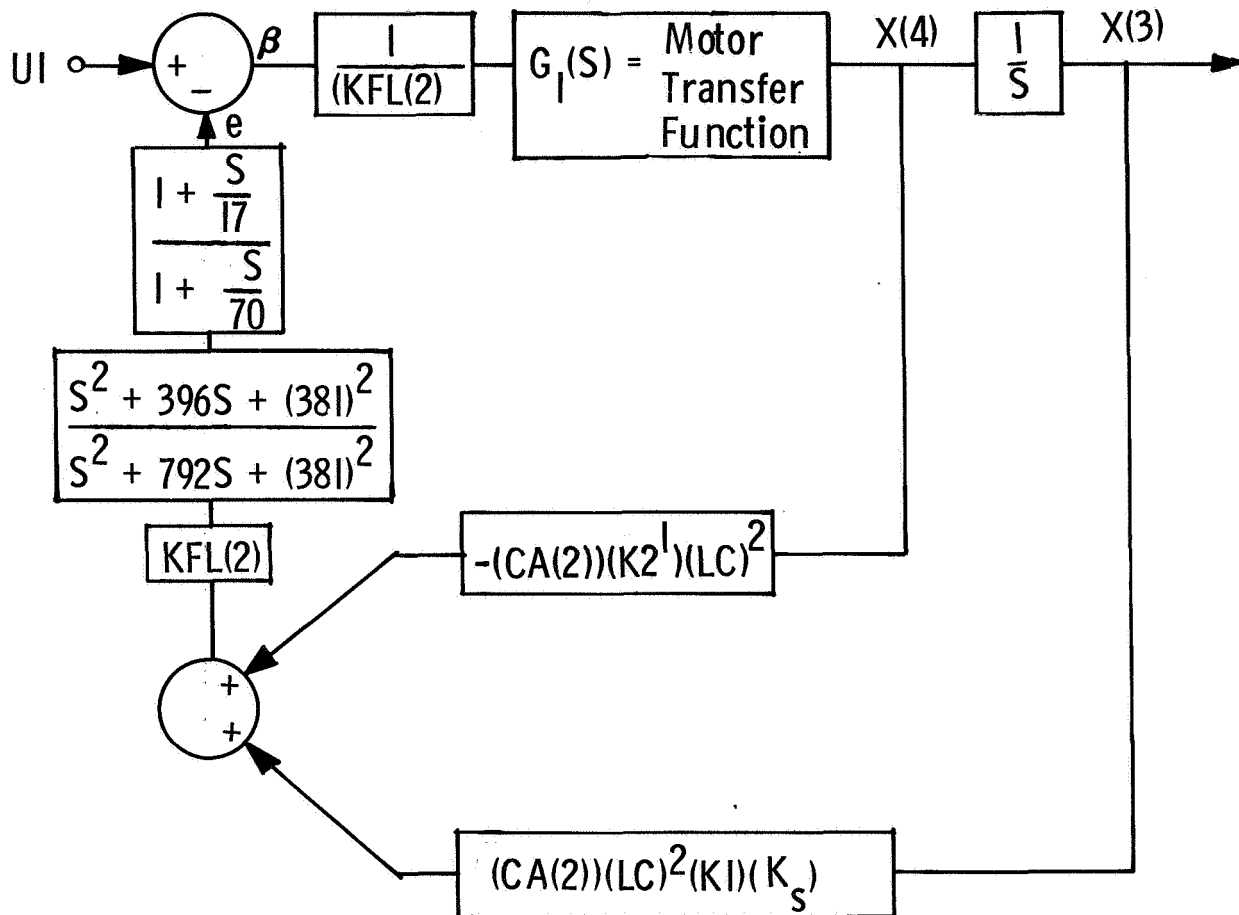 UI
+
-
β
e
1
(KFL(2)
G₁(S) = Motor
Transfer
Function
X(4)
1
S
X(3)
1 + S
17
1 + S
70
S² + 396S + (381)²
S² + 792S + (381)²
KFL(2)
-(CA(2))(K2¹)(LC)²
+
+
(CA(2))(LC)²(K1)(Kₛ)